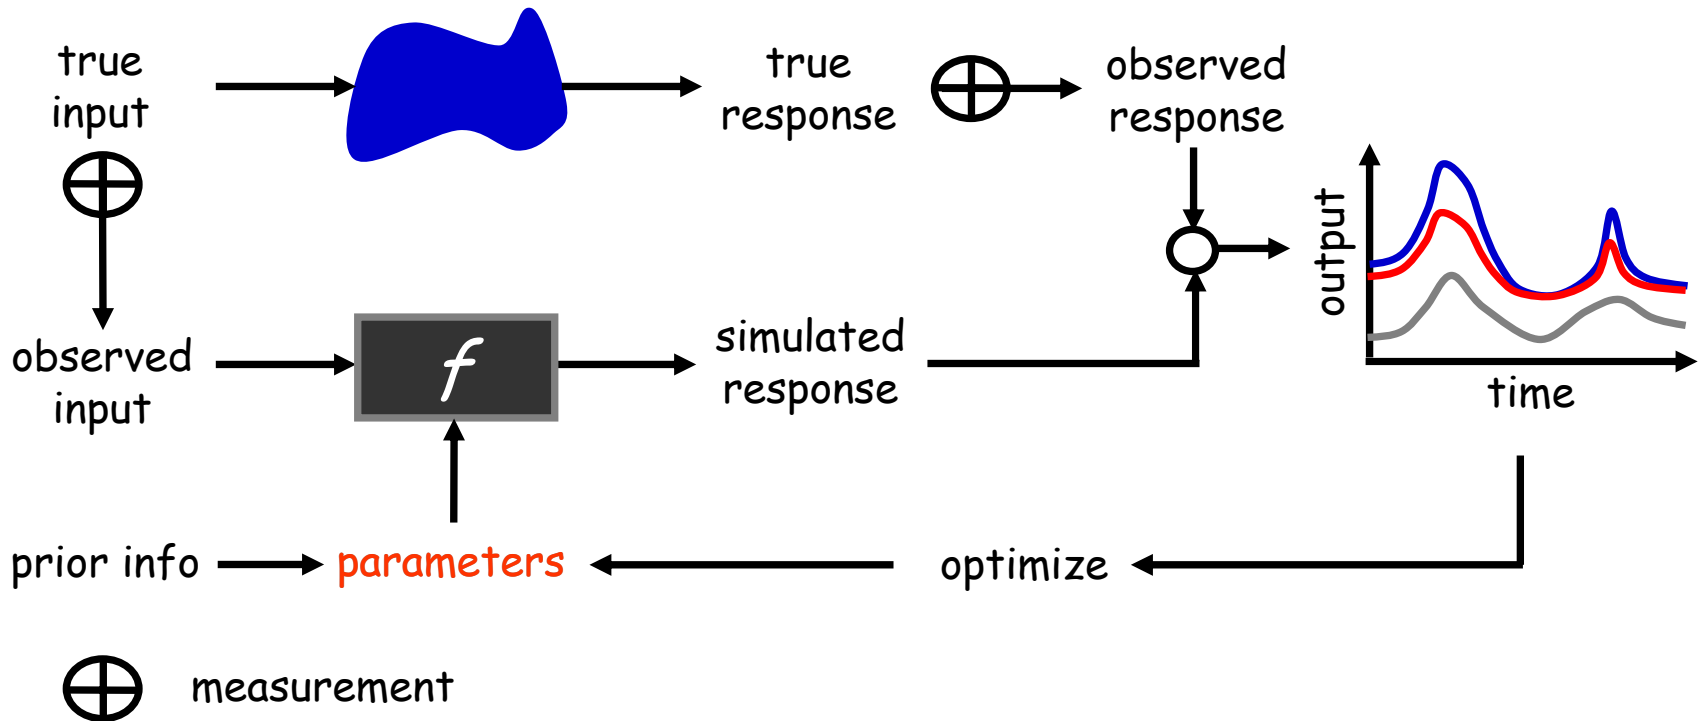 true
input
true
response
observed
response
output
time
observed
input
f
simulated
response
prior info
parameters
optimize
measurement